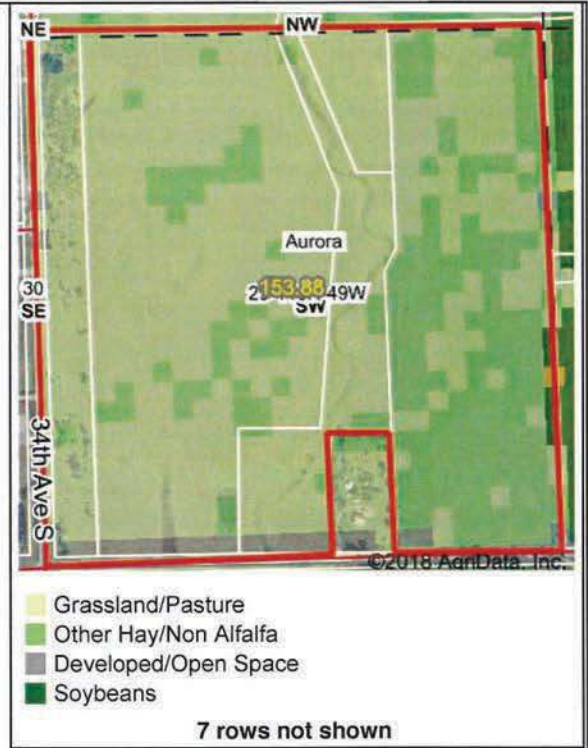 NE
NW
Aurora
153.88
SW
30
SE
34th Ave S
©2018 AgriData, Inc.
Grassland/Pasture
Other Hay/Non Alfalfa
Developed/Open Space
Soybeans
7 rows not shown